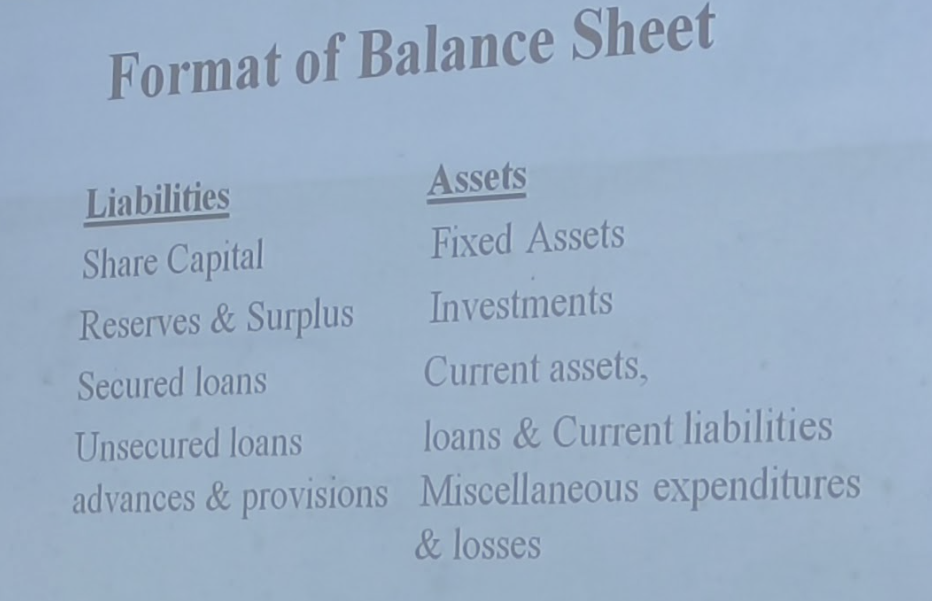 Format of Balance Sheet
Liabilities Assets
Share Capital Fixed Assets
Reserves & Surplus Investments
Secured loans Current assets,
Unsecured loans loans & Current liabilities
advances & provisions Miscellaneous expenditures
& losses